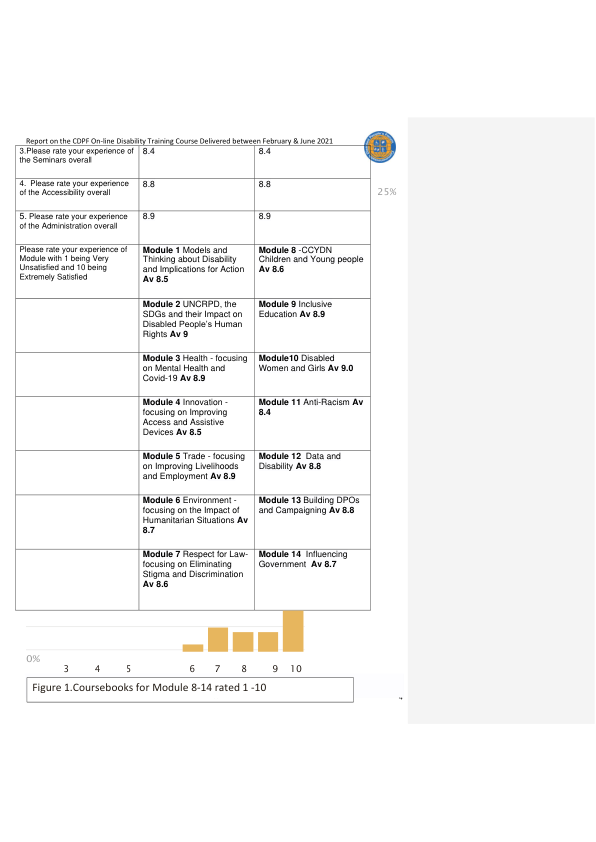 Report on the CDPF On-line Disability Training Course Delivered between February & June 2021
3.Please rate your experience of
the Seminars overall
8.4
8.4
4.  Please rate your experience
of the Accessibility overall
8.8
8.8
25%
5. Please rate your experience
of the Administration overall
8.9
8.9
Please rate your experience of
Module with 1 being Very
Unsatisfied and 10 being
Extremely Satisfied
Module 1 Models and
Thinking about Disability
and Implications for Action
Av 8.5
Module 8 -CCYDN
Children and Young people
Av 8.6
Module 2 UNCRPD, the
SDGs and their Impact on
Disabled People's Human
Rights Av 9
Module 9 Inclusive
Education Av 8.9
Module 3 Health - focusing
on Mental Health and
Covid-19 Av 8.9
Module10 Disabled
Women and Girls Av 9.0
Module 4 Innovation -
focusing on Improving
Access and Assistive
Devices Av 8.5
Module 11 Anti-Racism Av
8.4
Module 5 Trade - focusing
on Improving Livelihoods
and Employment Av 8.9
Module 12  Data and
Disability Av 8.8
Module 6 Environment -
focusing on the Impact of
Humanitarian Situations Av
8.7
Module 13 Building DPOs
and Campaigning Av 8.8
Module 7 Respect for Law-
focusing on Eliminating
Stigma and Discrimination
Av 8.6
Module 14  Influencing
Government  Av 8.7
0%
3 4 5 6 7 8 9 10
Figure 1.Coursebooks for Module 8-14 rated 1 -10